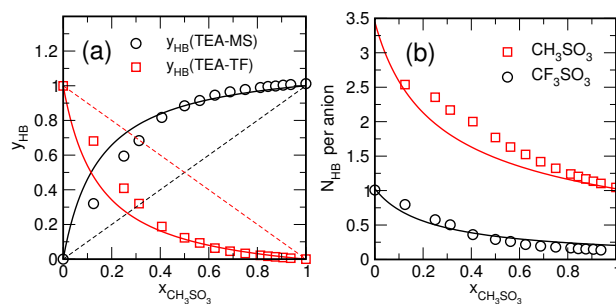 (a)
y_HB(TEA-MS)
y_HB(TEA-TF)
y_HB
1.2
1
0.8
0.6
0.4
0.2
0
0 0.2 0.4 0.6 0.8 1
x_CH₃SO₃
(b)
CH₃SO₃
CF₃SO₃
N_HB per anion
3.5
3
2.5
2
1.5
1
0.5
0
0 0.2 0.4 0.6 0.8
x_CH₃SO₃